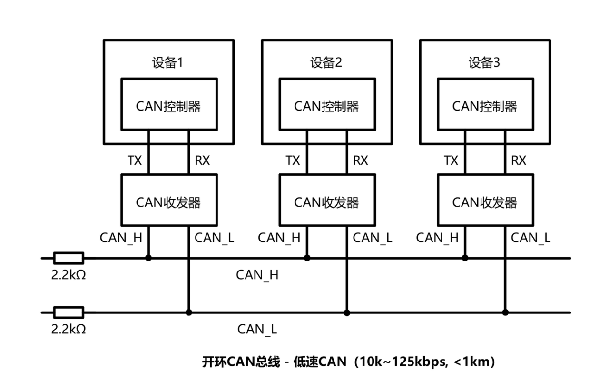 设备1 设备2 设备3
CAN控制器 CAN控制器 CAN控制器
TX RX TX RX TX RX
CAN收发器 CAN收发器 CAN收发器
CAN_H CAN_L CAN_H CAN_L CAN_H CAN_L
2.2kΩ CAN_H
2.2kΩ CAN_L
开环CAN总线 - 低速CAN（10k~125kbps, <1km）